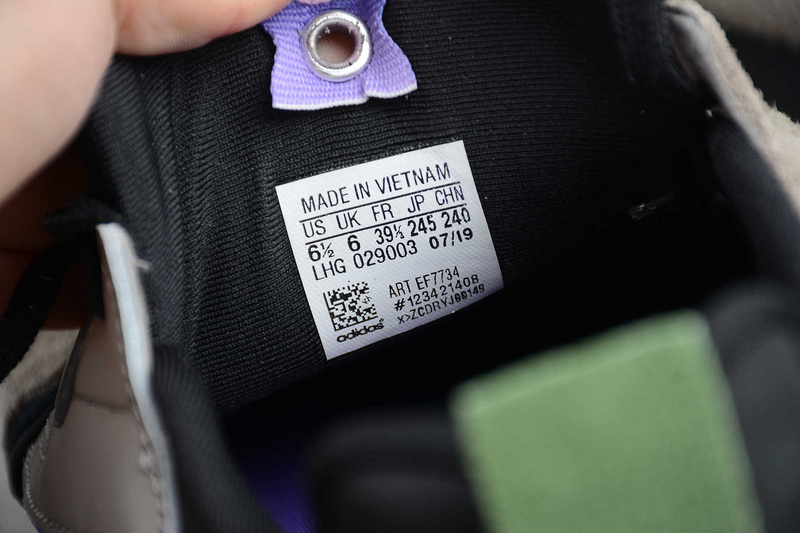 MADE IN VIETNAM
US UK FR JP CHN
6½ 6 39⅓ 245 240
LHG 029003 07/19
ART EF7734
#123421408
X>ZCDRYJ00149
adidas